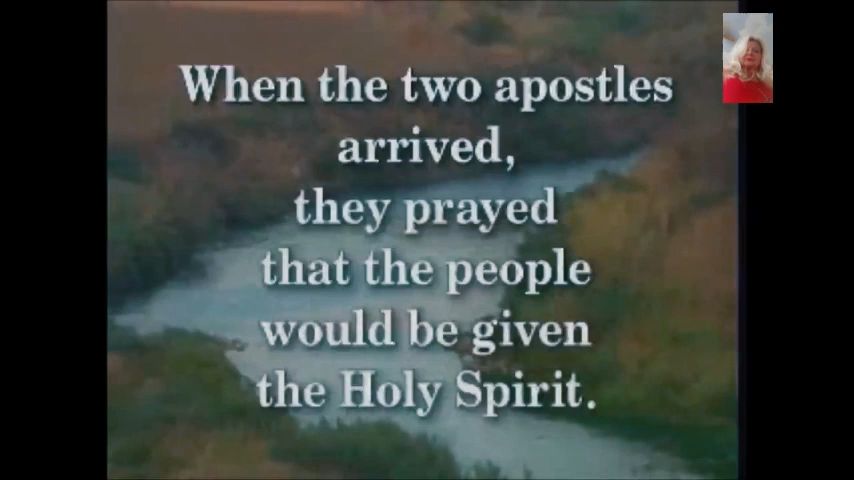 When the two apostles
arrived,
they prayed
that the people
would be given
the Holy Spirit.